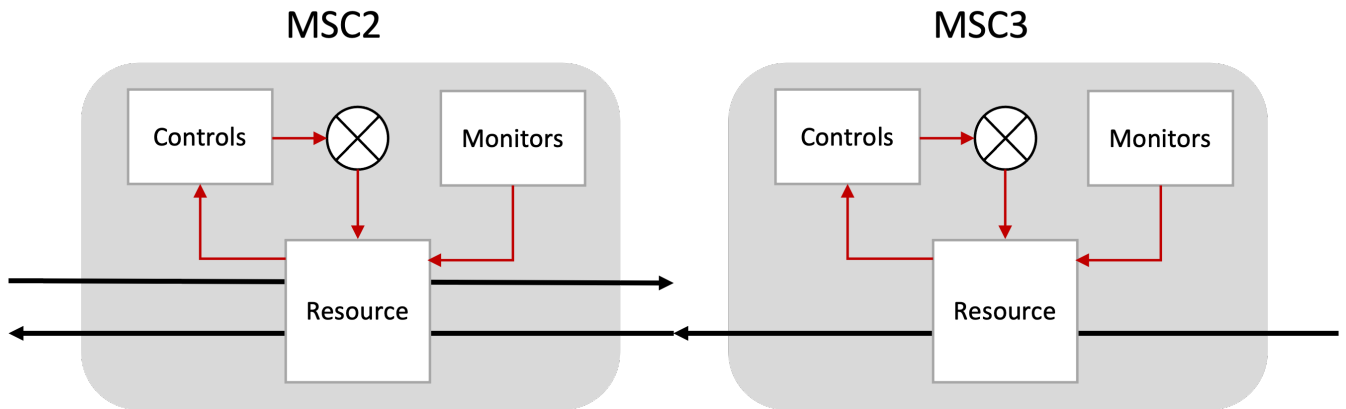 MSC2
MSC3
Controls
Monitors
Controls
Monitors
Resource
Resource